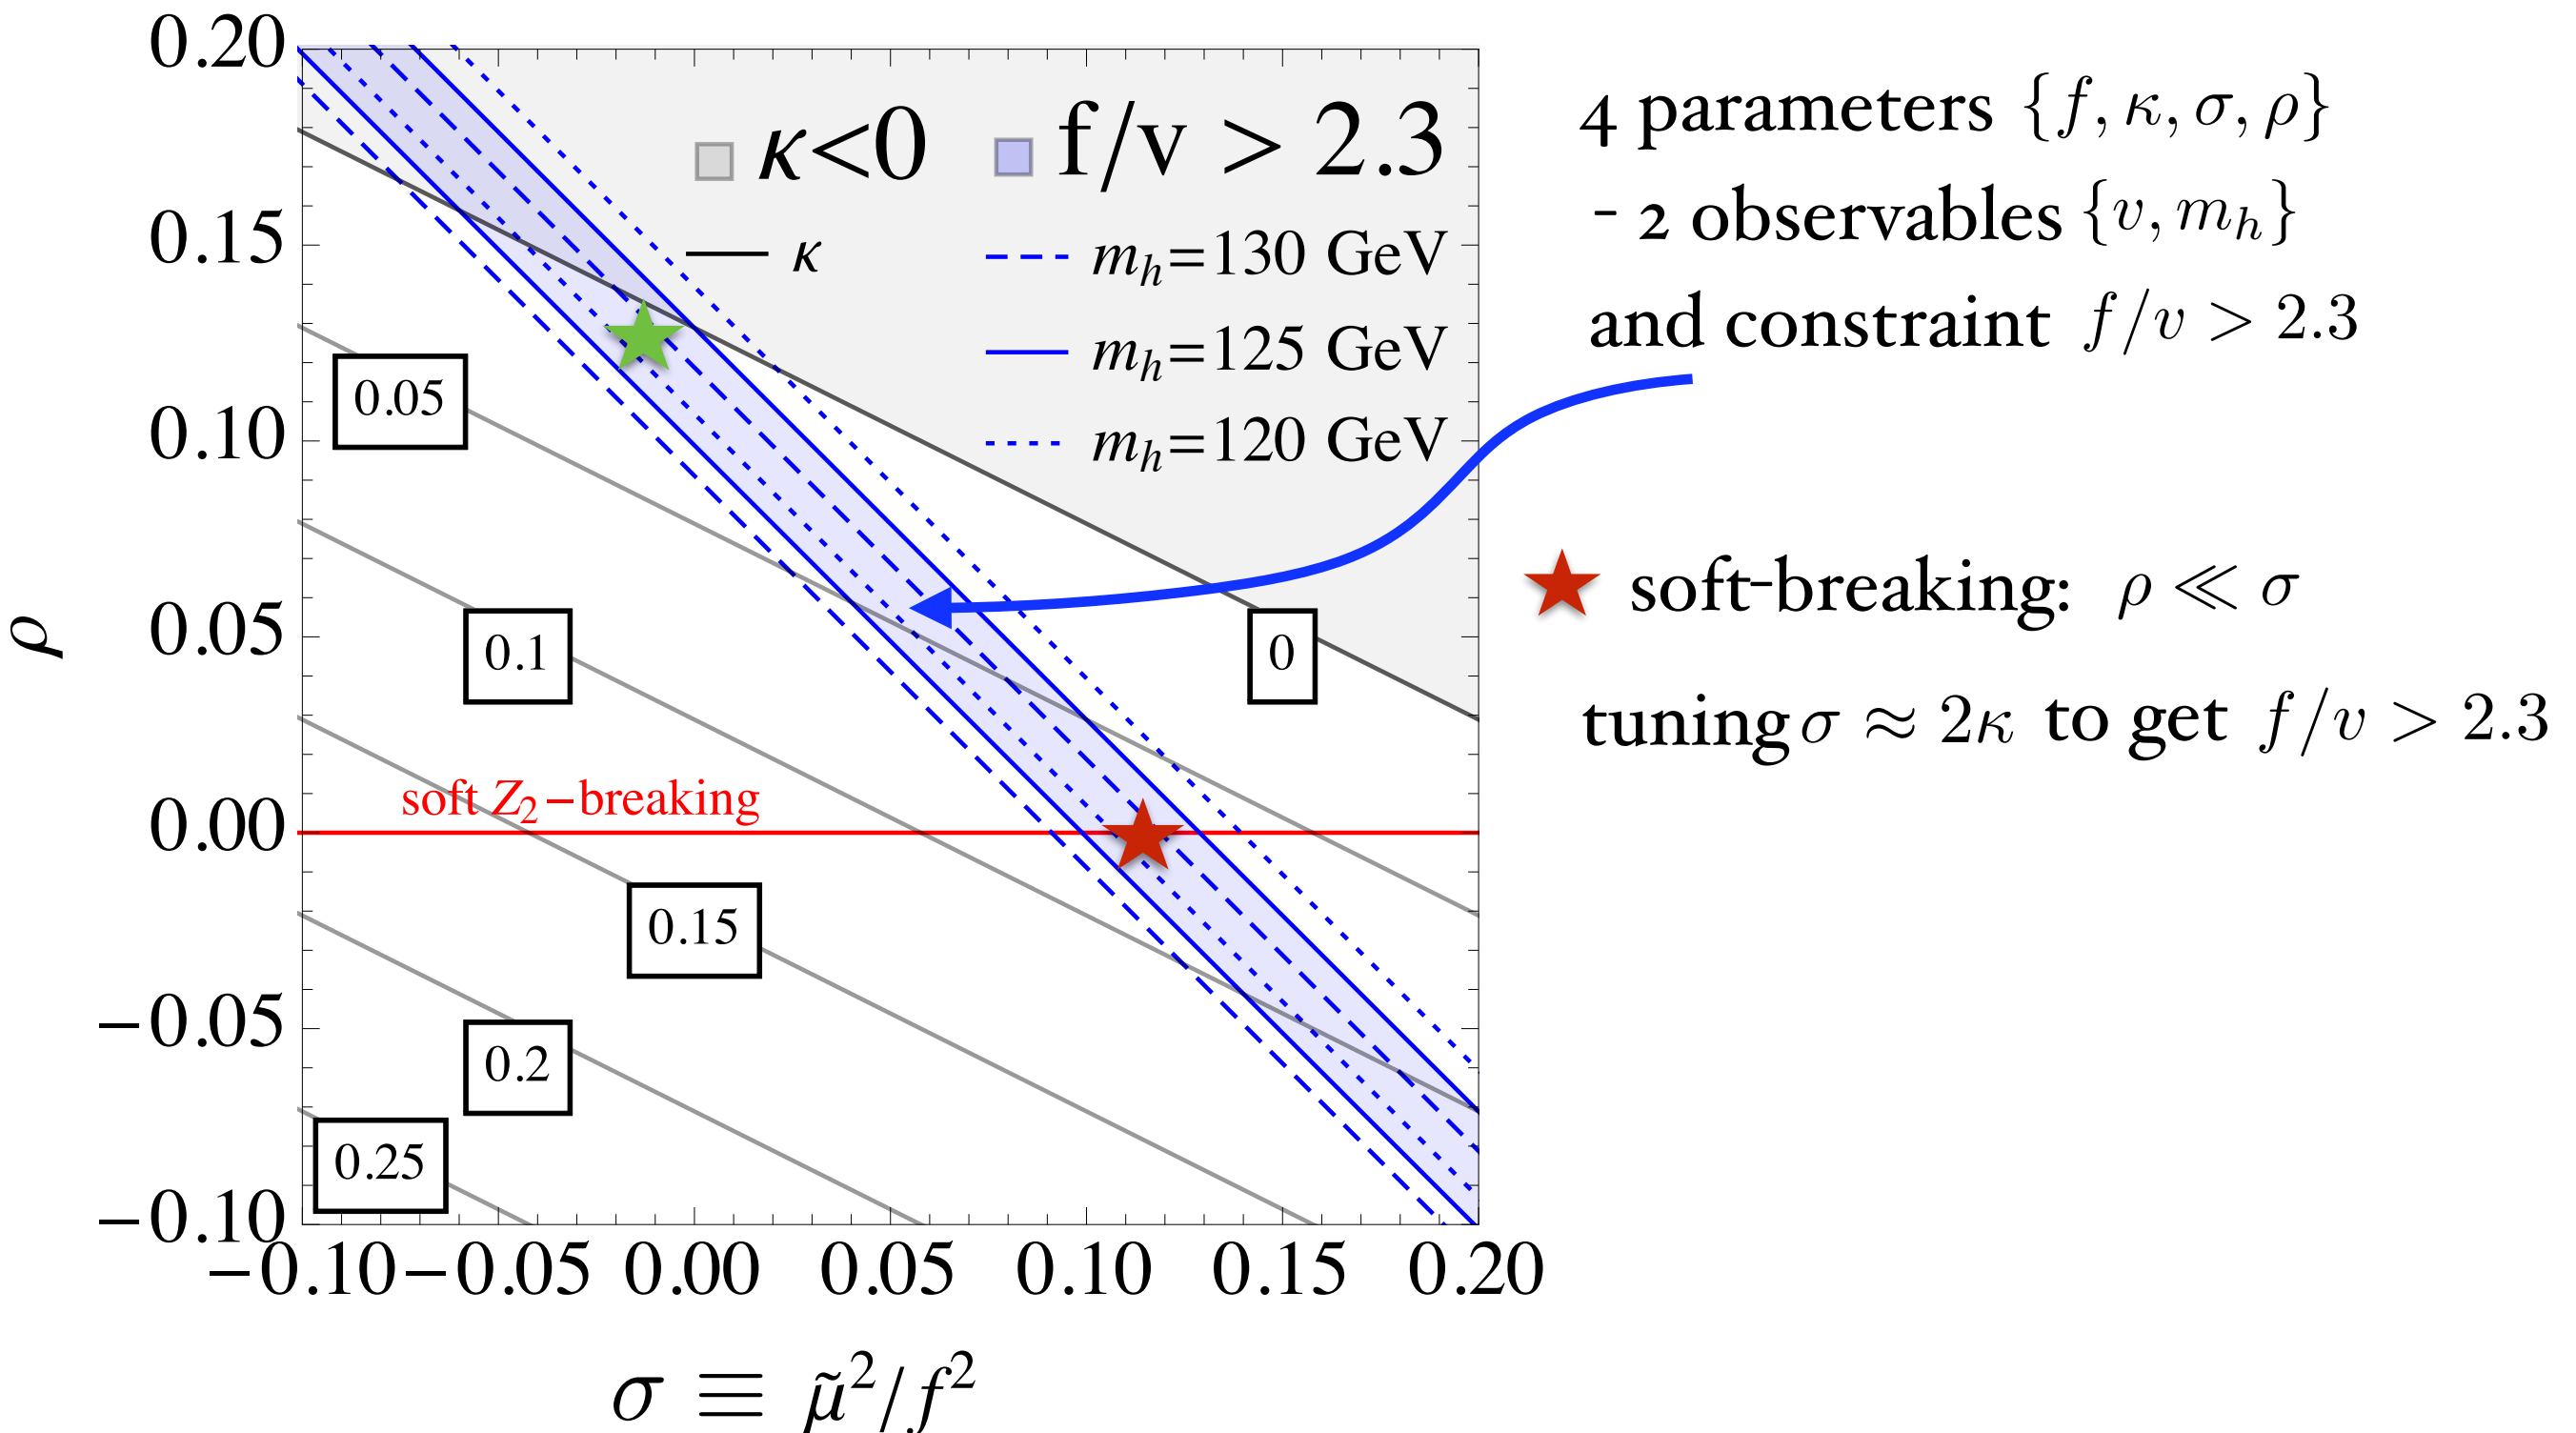 0.20
0.15
0.10
0.05
0.00
−0.05
−0.10
ρ
−0.10
−0.05
0.00
0.05
0.10
0.15
0.20
σ ≡ μ̃²/f²
κ<0
f/v > 2.3
κ
m_h=130 GeV
m_h=125 GeV
m_h=120 GeV
0.05
0.1
0
soft Z₂−breaking
0.15
0.2
0.25
4 parameters {f, κ, σ, ρ}
- 2 observables {v, m_h}
and constraint f/v > 2.3
soft-breaking: ρ ≪ σ
tuning σ ≈ 2κ to get f/v > 2.3